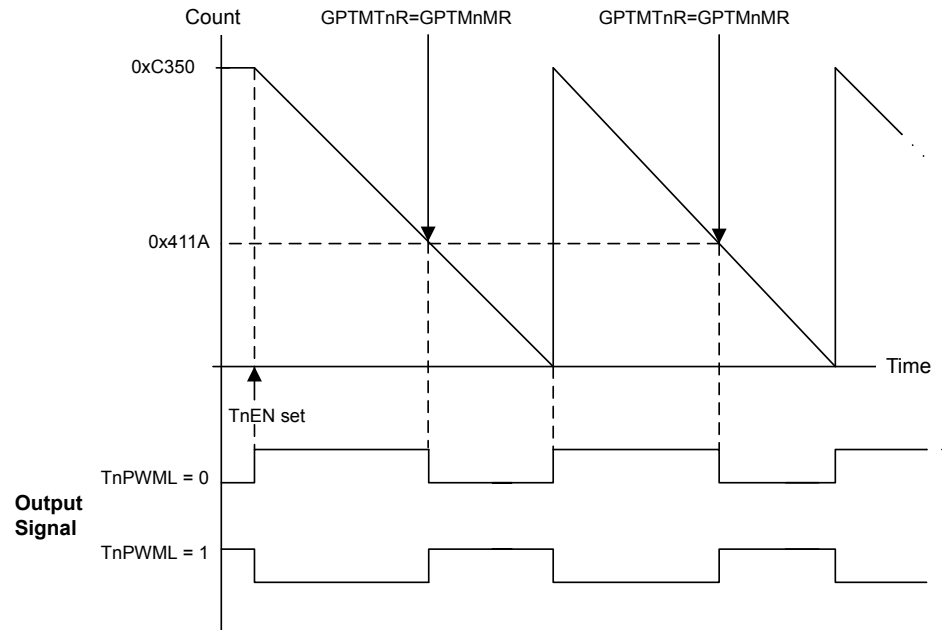 Count
GPTMTnR=GPTMnMR
GPTMTnR=GPTMnMR
0xC350
0x411A
Time
TnEN set
TnPWML = 0
Output
Signal
TnPWML = 1